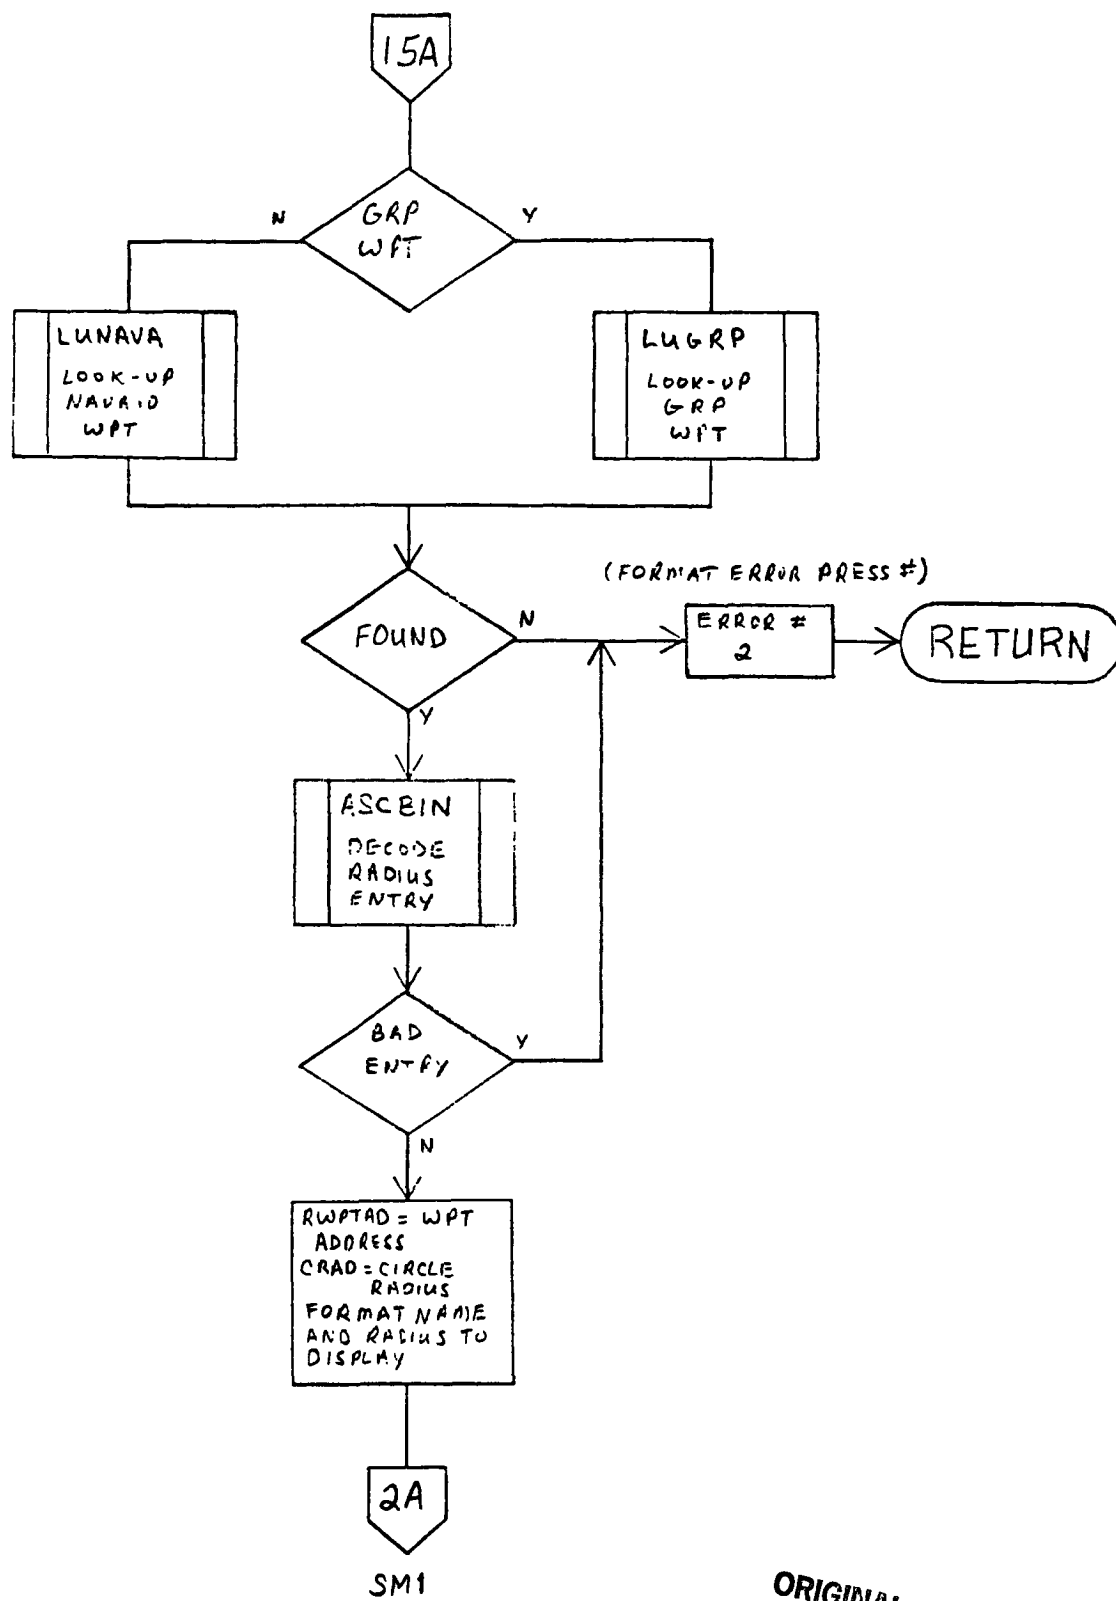 15A
GRP
WPT
N
Y
LUNAVA
LOOK-UP
NAVAID
WPT
LUGRP
LOOK-UP
GRP
WPT
(FORMAT ERROR PRESS #)
FOUND
N
ERROR #
2
RETURN
Y
ASCBIN
DECODE
RADIUS
ENTRY
BAD
ENTRY
Y
N
RWPTAD = WPT
ADDRESS
CRAD = CIRCLE
RADIUS
FORMAT NAME
AND RADIUS TO
DISPLAY
2A
SM1
ORIGINAL